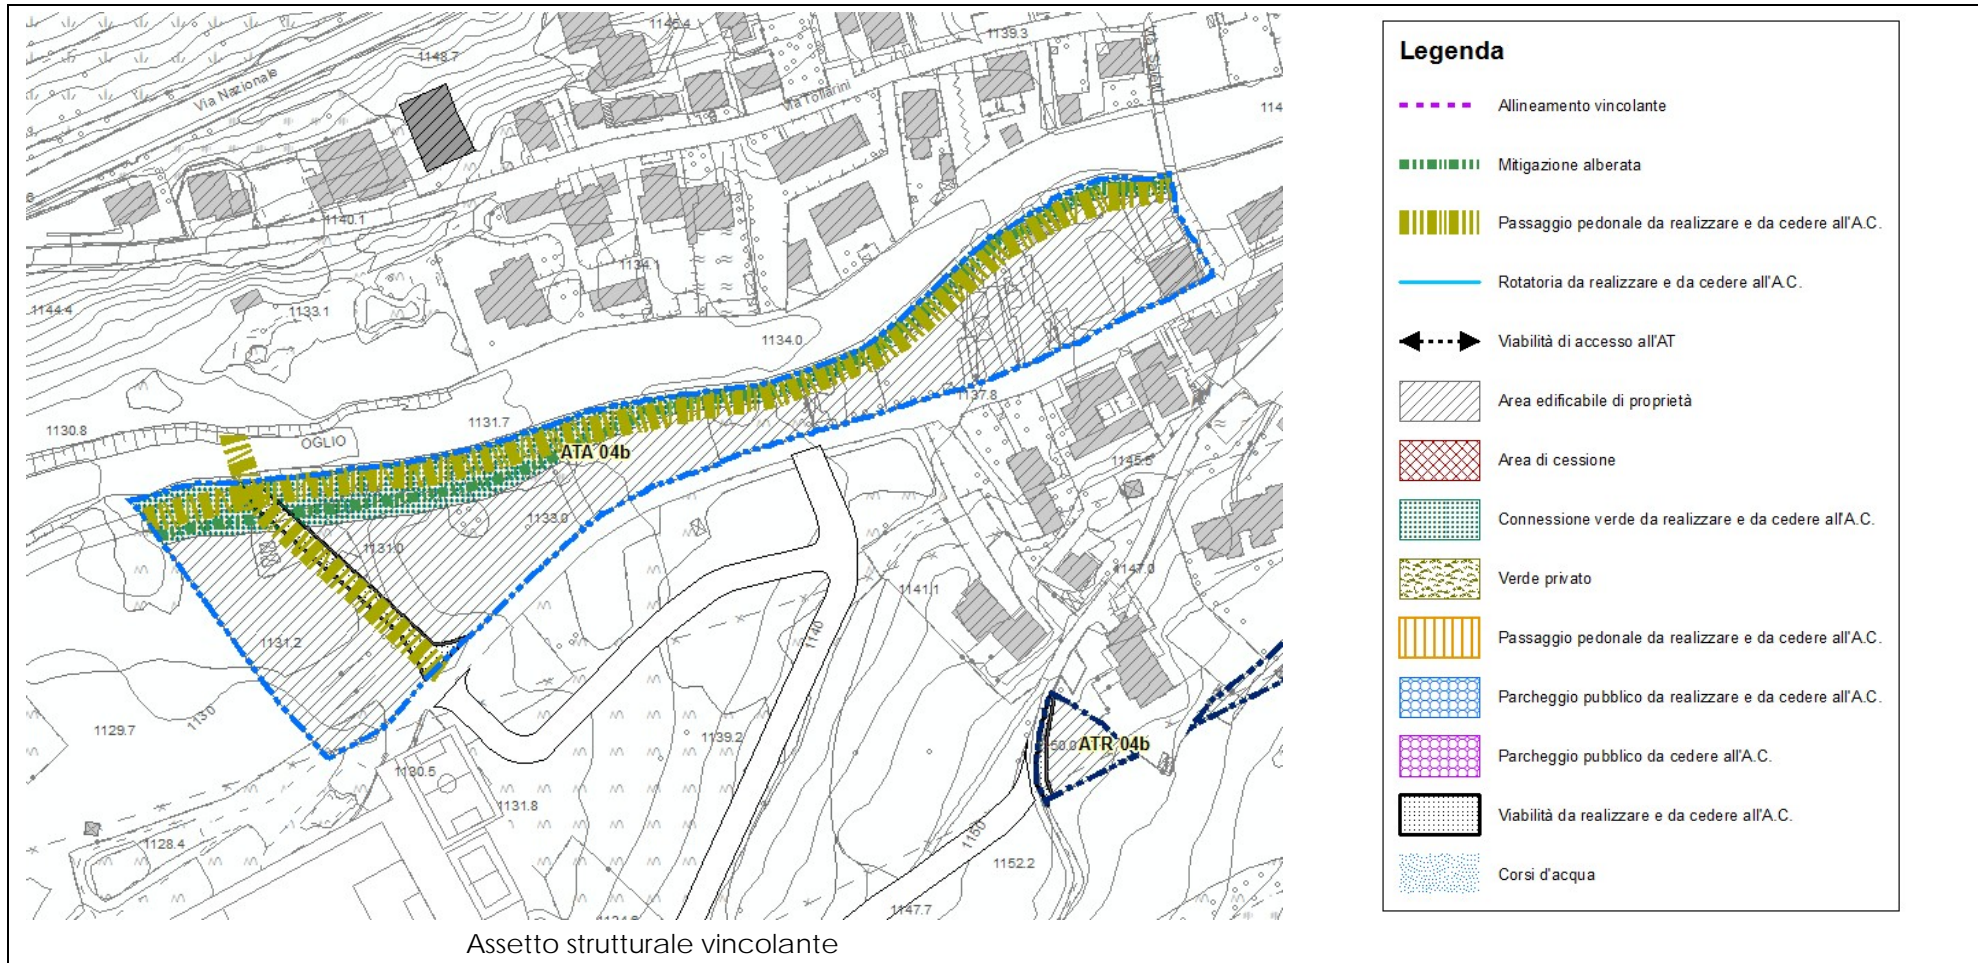 1145.4
1139.3
1148.7
Via Nazionale
Via Tollarini
114
1140.1
1134.1
1144.4
1133.1
1134.0
1137.8
1130.8
1131.7
OGLIO
ATA 04b
1145.5
1133.0
1131.0
1147.0
1141.1
1140
1131.2
1130
1129.7
1139.2
50.0
ATR 04b
1130.5
1131.8
1128.4
1150
1152.2
1147.7
Assetto strutturale vincolante
Legenda
Allineamento vincolante
Mitigazione alberata
Passaggio pedonale da realizzare e da cedere all'A.C.
Rotatoria da realizzare e da cedere all'A.C.
Viabilità di accesso all'AT
Area edificabile di proprietà
Area di cessione
Connessione verde da realizzare e da cedere all'A.C.
Verde privato
Passaggio pedonale da realizzare e da cedere all'A.C.
Parcheggio pubblico da realizzare e da cedere all'A.C.
Parcheggio pubblico da cedere all'A.C.
Viabilità da realizzare e da cedere all'A.C.
Corsi d'acqua